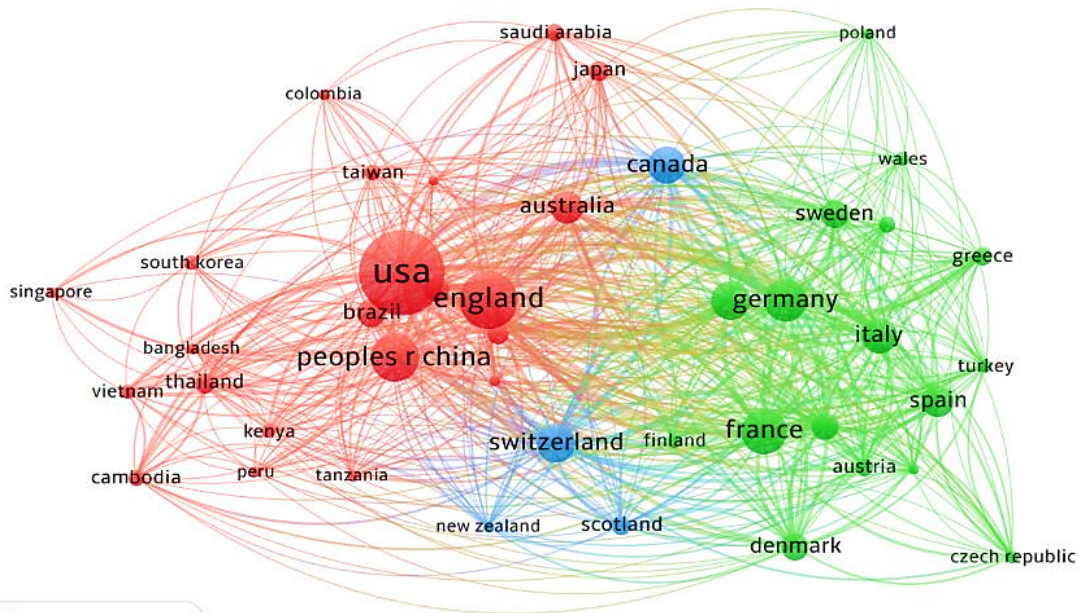 saudi arabia
poland
japan
colombia
wales
canada
taiwan
australia
sweden
greece
south korea
usa
singapore
england
germany
brazil
italy
bangladesh
peoples r china
turkey
thailand
vietnam
spain
kenya
france
switzerland
finland
austria
peru
tanzania
cambodia
new zealand
scotland
denmark
czech republic